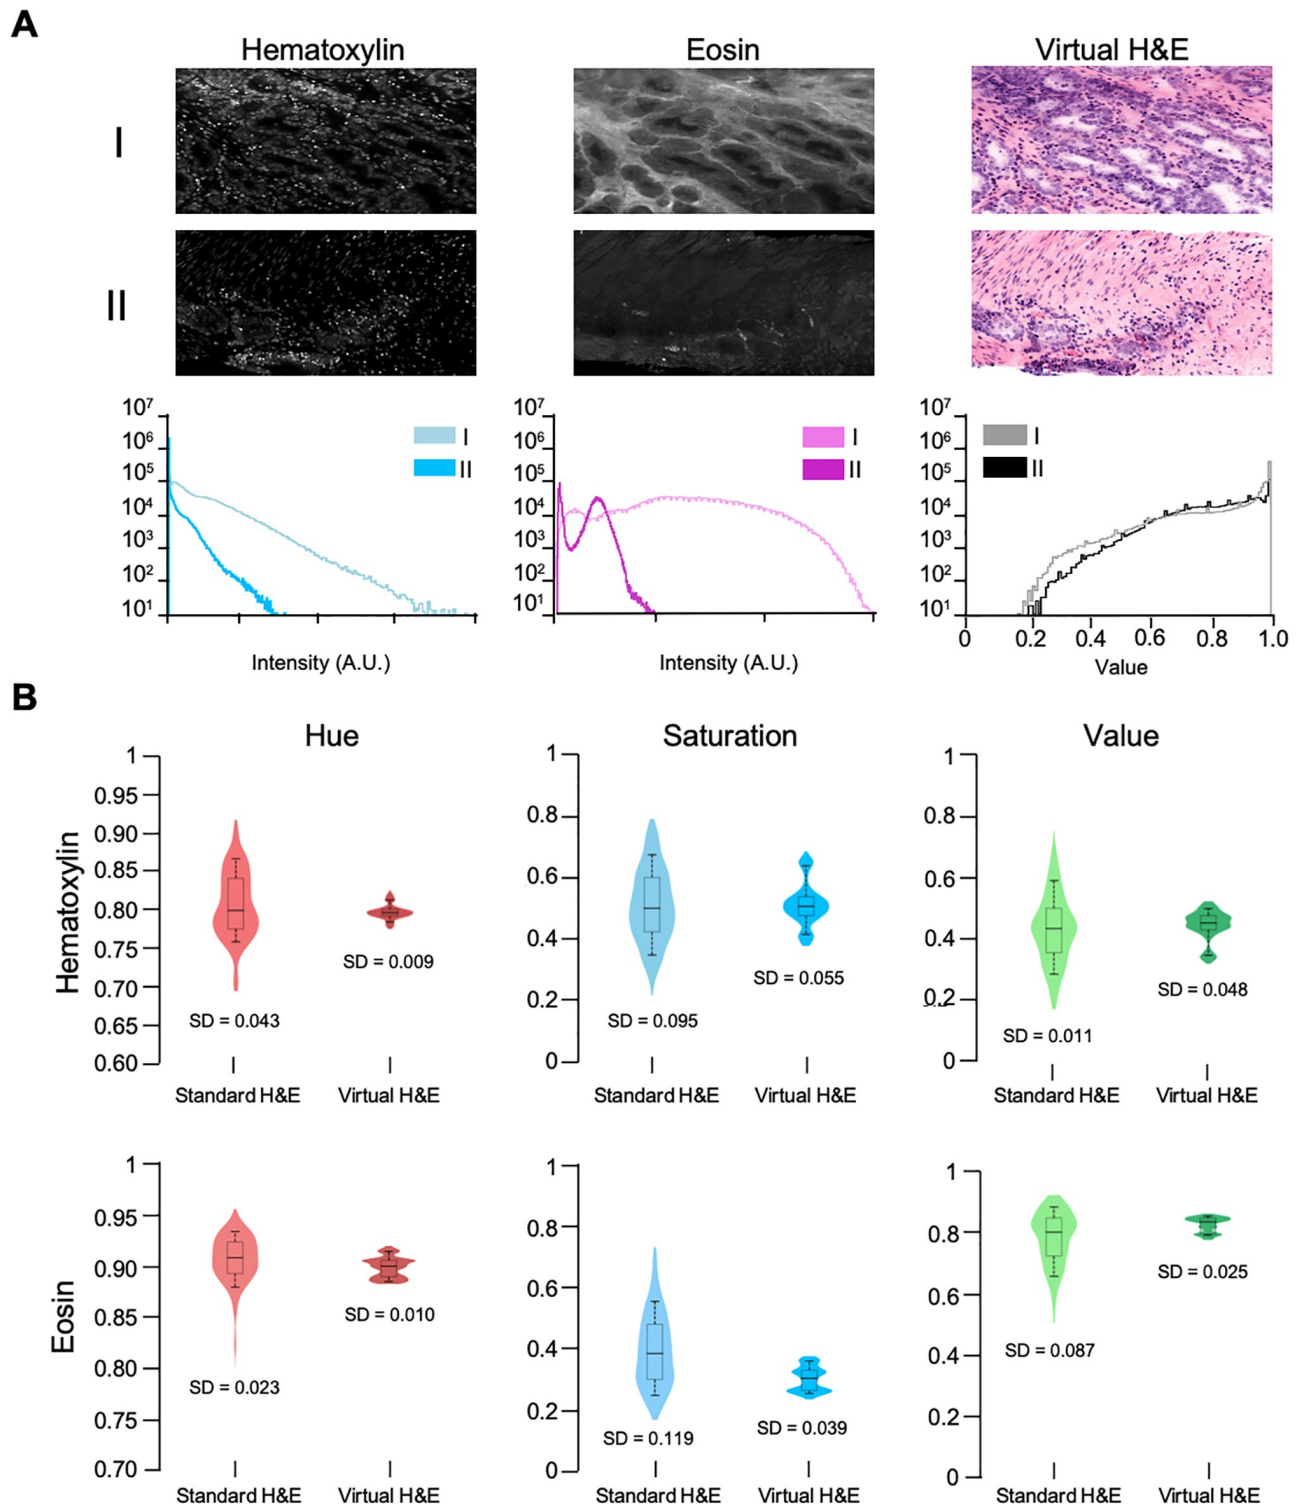 A
Hematoxylin Eosin Virtual H&E
I
II
10⁷ 10⁷ 10⁷
10⁶ I 10⁶ I 10⁶ I
10⁵ II 10⁵ II 10⁵ II
10⁴ 10⁴ 10⁴
10³ 10³ 10³
10² 10² 10²
10¹ 10¹ 10¹
0 0.2 0.4 0.6 0.8 1.0
Intensity (A.U.) Intensity (A.U.) Value
B
Hue Saturation Value
Hematoxylin
1
0.95
0.90
0.85
0.80
0.75
0.70
0.65
0.60
SD = 0.043
SD = 0.009
Standard H&E Virtual H&E
1
0.8
0.6
0.4
0.2
0
SD = 0.095
SD = 0.055
Standard H&E Virtual H&E
1
0.8
0.6
0.4
0.2
0
SD = 0.011
SD = 0.048
Standard H&E Virtual H&E
Eosin
1
0.95
0.90
0.85
0.80
0.75
0.70
SD = 0.023
SD = 0.010
Standard H&E Virtual H&E
1
0.8
0.6
0.4
0.2
0
SD = 0.119
SD = 0.039
Standard H&E Virtual H&E
1
0.8
0.6
0.4
0.2
0
SD = 0.087
SD = 0.025
Standard H&E Virtual H&E